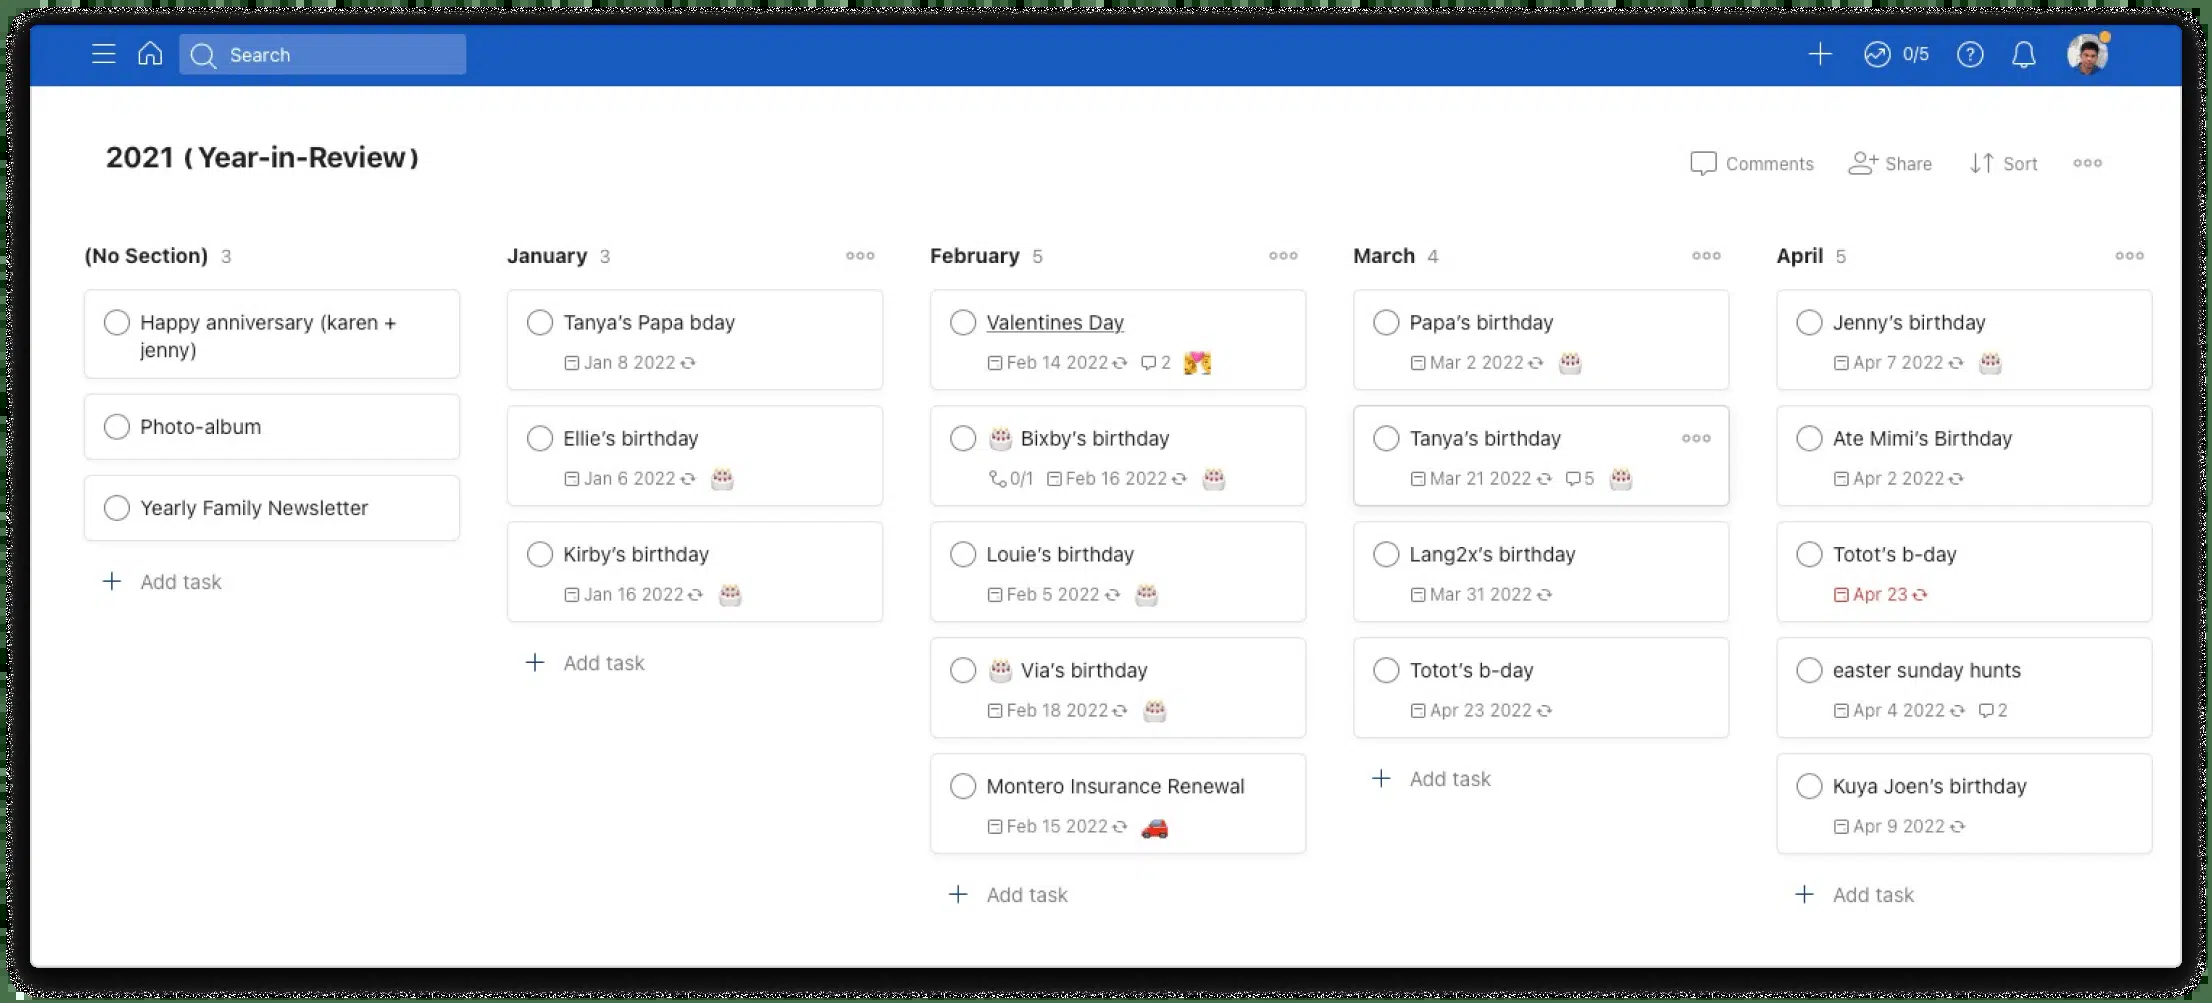 Search
0/5
2021 (Year-in-Review)
Comments
Share
Sort
(No Section) 3
Happy anniversary (karen +
jenny)
Photo-album
Yearly Family Newsletter
Add task
January 3
Tanya's Papa bday
Jan 8 2022
Ellie's birthday
Jan 6 2022
Kirby's birthday
Jan 16 2022
Add task
February 5
Valentines Day
Feb 14 2022 2
Bixby's birthday
0/1 Feb 16 2022
Louie's birthday
Feb 5 2022
Via's birthday
Feb 18 2022
Montero Insurance Renewal
Feb 15 2022
Add task
March 4
Papa's birthday
Mar 2 2022
Tanya's birthday
Mar 21 2022 5
Lang2x's birthday
Mar 31 2022
Totot's b-day
Apr 23 2022
Add task
April 5
Jenny's birthday
Apr 7 2022
Ate Mimi's Birthday
Apr 2 2022
Totot's b-day
Apr 23
easter sunday hunts
Apr 4 2022 2
Kuya Joen's birthday
Apr 9 2022
Add task